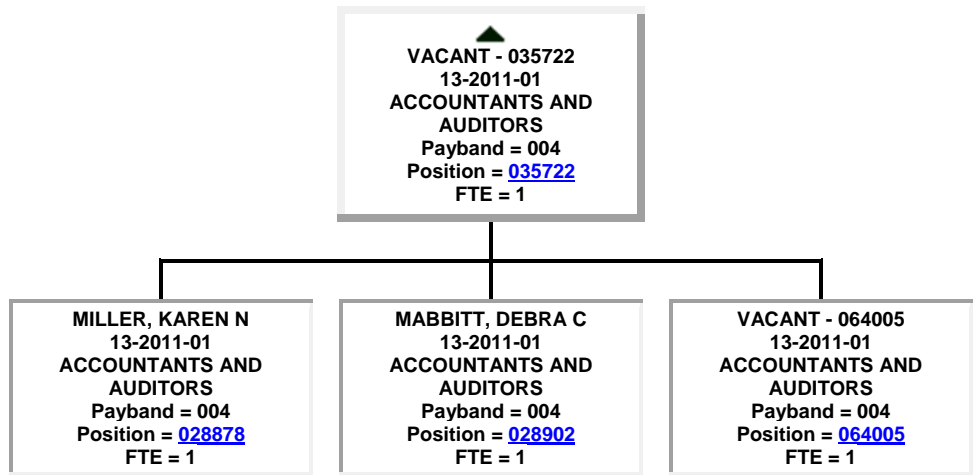 VACANT - 035722
13-2011-01
ACCOUNTANTS AND
AUDITORS
Payband = 004
Position = 035722
FTE = 1
MILLER, KAREN N
13-2011-01
ACCOUNTANTS AND
AUDITORS
Payband = 004
Position = 028878
FTE = 1
MABBITT, DEBRA C
13-2011-01
ACCOUNTANTS AND
AUDITORS
Payband = 004
Position = 028902
FTE = 1
VACANT - 064005
13-2011-01
ACCOUNTANTS AND
AUDITORS
Payband = 004
Position = 064005
FTE = 1